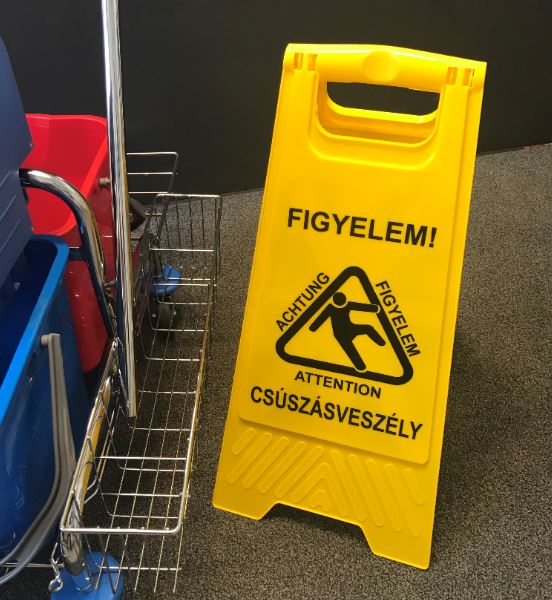 FIGYELEM!
ACHTUNG
FIGYELEM
ATTENTION
CSÚSZÁSVESZÉLY